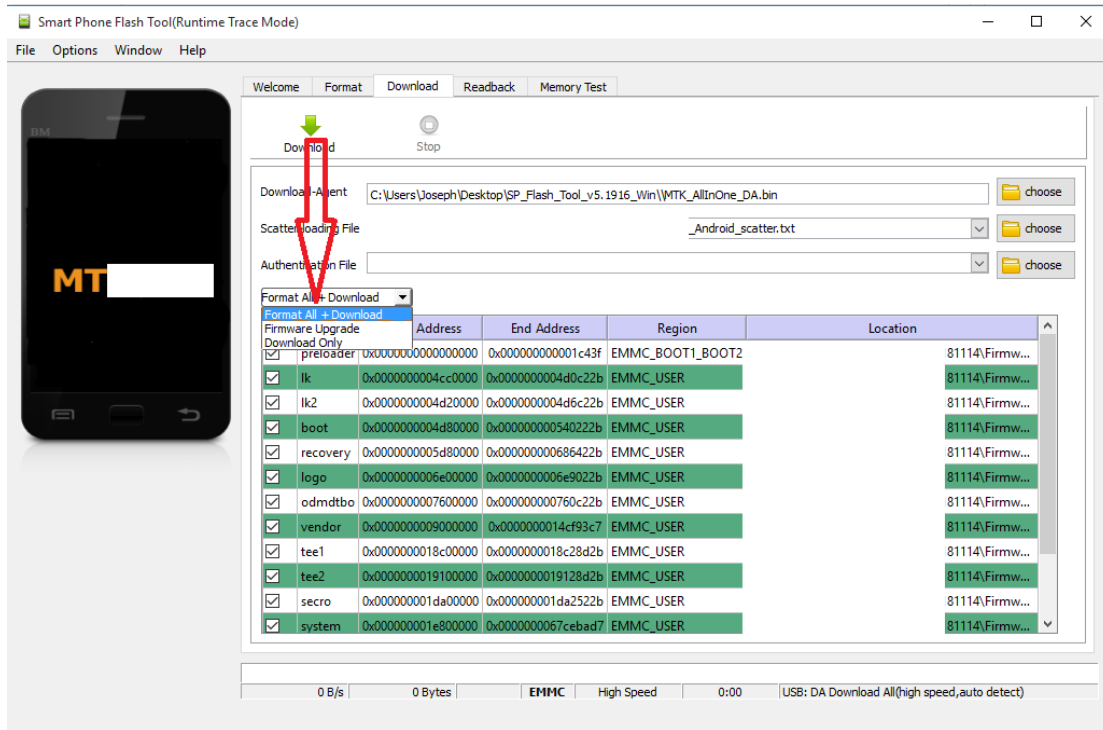 Smart Phone Flash Tool(Runtime Trace Mode)
File Options Window Help
Welcome Format Download Readback Memory Test
BM
Download Stop
Download-Agent C:\Users\Joseph\Desktop\SP_Flash_Tool_v5.1916_Win\\MTK_AllInOne_DA.bin choose
Scatter-loading File _Android_scatter.txt choose
Authentication File choose
MT
Format All + Download
Format All + Download
Firmware Upgrade
Download Only
Address End Address Region Location
preloader 0x0000000000000000 0x000000000001c43f EMMC_BOOT1_BOOT2 81114\Firmw...
lk 0x0000000004cc0000 0x0000000004d0c22b EMMC_USER 81114\Firmw...
lk2 0x0000000004d20000 0x0000000004d6c22b EMMC_USER 81114\Firmw...
boot 0x0000000004d80000 0x000000000540222b EMMC_USER 81114\Firmw...
recovery 0x0000000005d80000 0x000000000686422b EMMC_USER 81114\Firmw...
logo 0x0000000006e00000 0x0000000006e9022b EMMC_USER 81114\Firmw...
odmdtbo 0x0000000007600000 0x000000000760c22b EMMC_USER 81114\Firmw...
vendor 0x0000000009000000 0x0000000014cf93c7 EMMC_USER 81114\Firmw...
tee1 0x0000000018c00000 0x0000000018c28d2b EMMC_USER 81114\Firmw...
tee2 0x0000000019100000 0x0000000019128d2b EMMC_USER 81114\Firmw...
secro 0x000000001da00000 0x000000001da2522b EMMC_USER 81114\Firmw...
system 0x000000001e800000 0x0000000067cebad7 EMMC_USER 81114\Firmw...
0 B/s 0 Bytes EMMC High Speed 0:00 USB: DA Download All(high speed,auto detect)